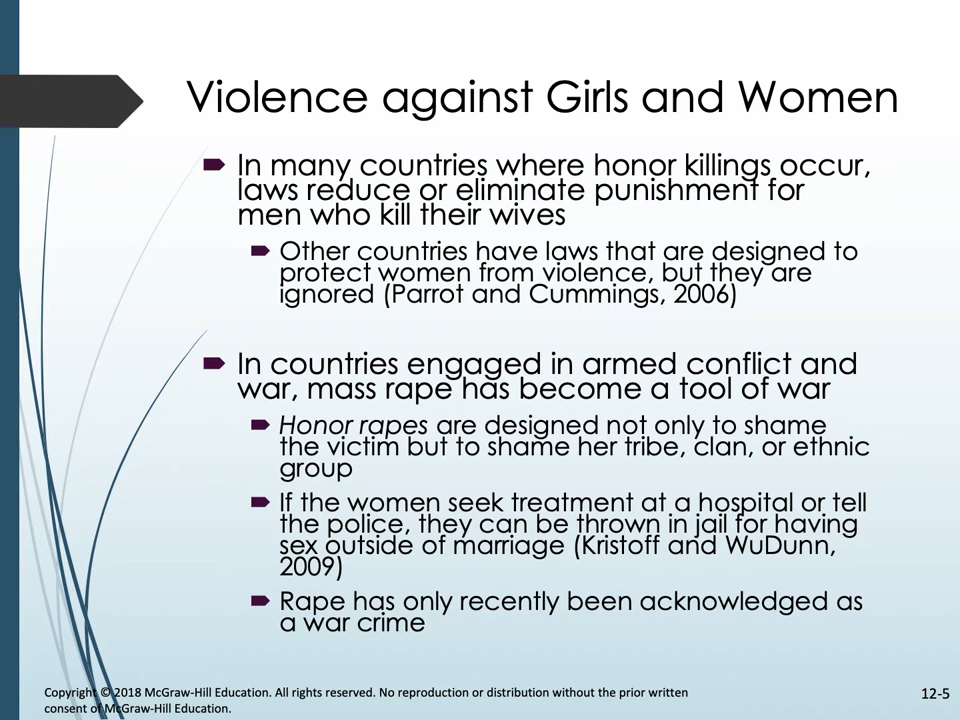 Violence against Girls and Women
In many countries where honor killings occur,
laws reduce or eliminate punishment for
men who kill their wives
Other countries have laws that are designed to
protect women from violence, but they are
ignored (Parrot and Cummings, 2006)
In countries engaged in armed conflict and
war, mass rape has become a tool of war
Honor rapes are designed not only to shame
the victim but to shame her tribe, clan, or ethnic
group
If the women seek treatment at a hospital or tell
the police, they can be thrown in jail for having
sex outside of marriage (Kristoff and WuDunn,
2009)
Rape has only recently been acknowledged as
a war crime
Copyright © 2018 McGraw-Hill Education. All rights reserved. No reproduction or distribution without the prior written
consent of McGraw-Hill Education.
12-5